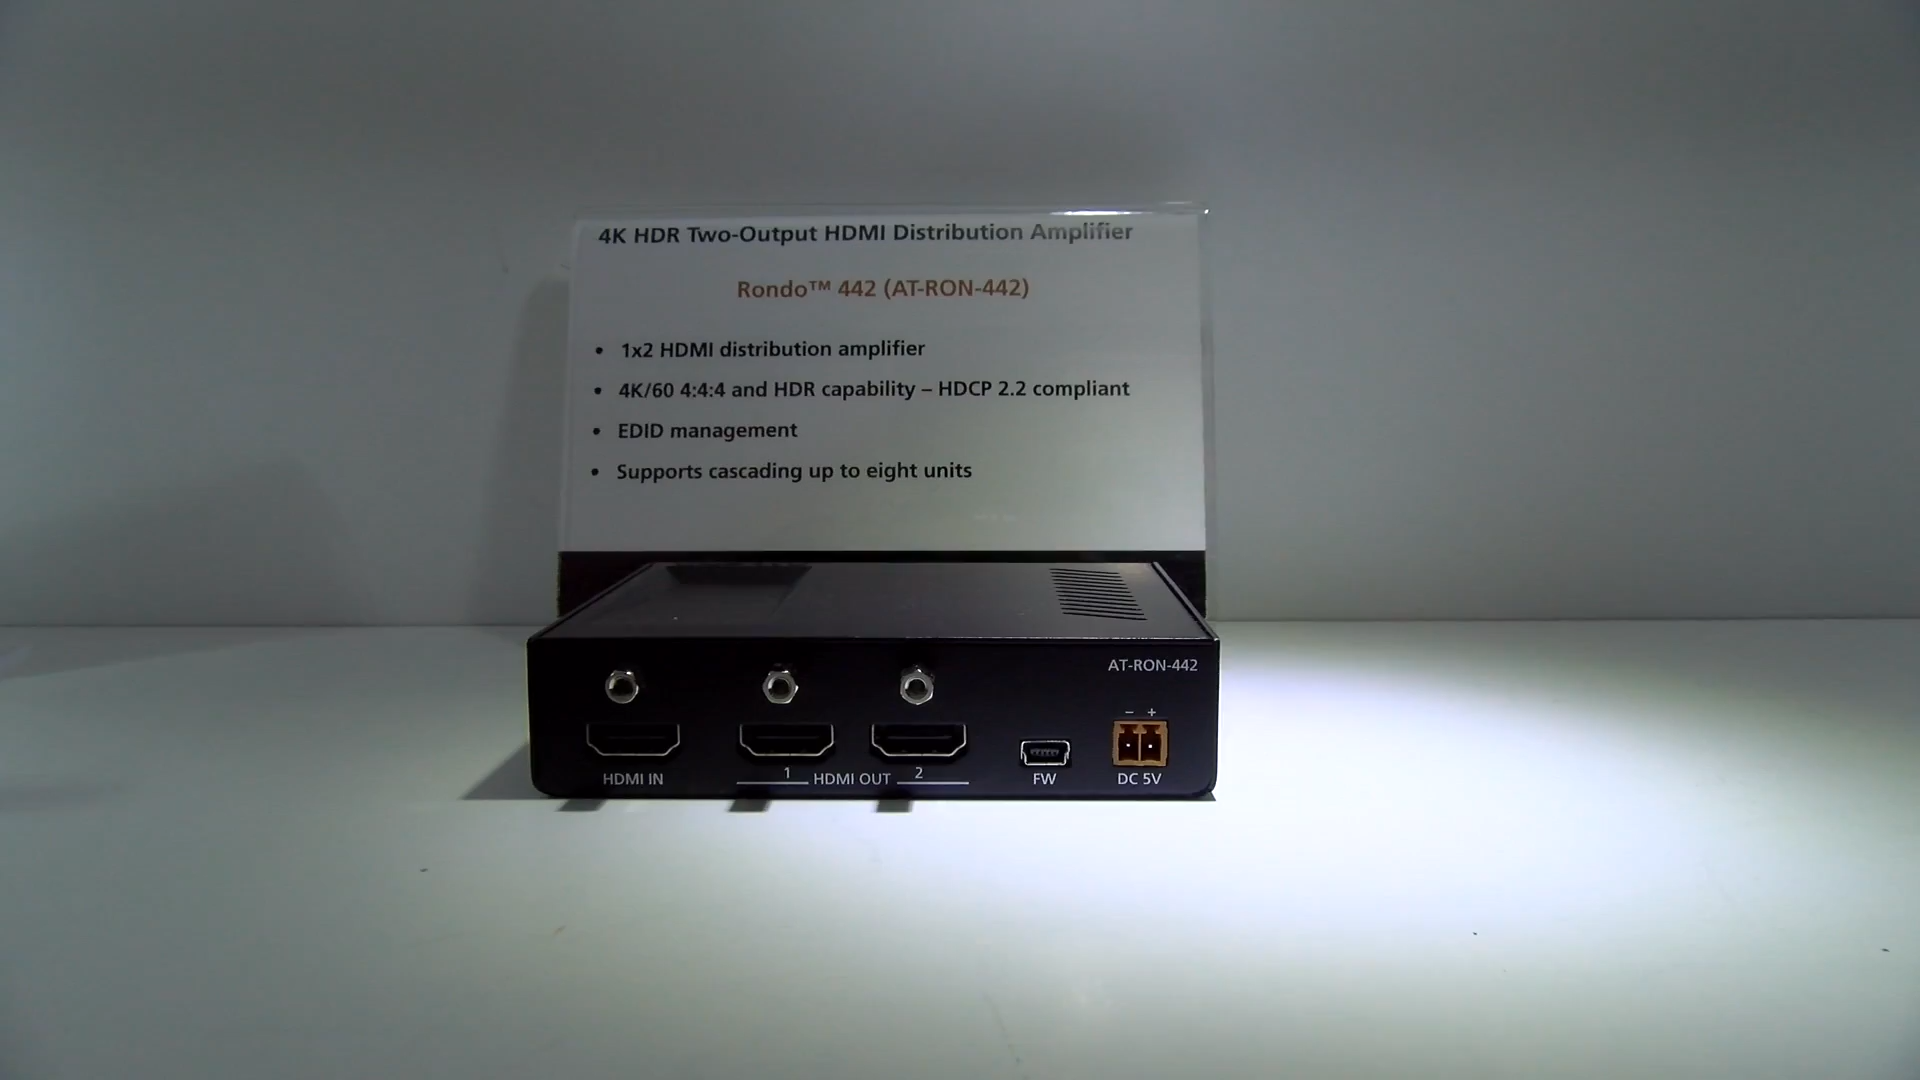 4K HDR Two-Output HDMI Distribution Amplifier
Rondo™ 442 (AT-RON-442)
• 1x2 HDMI distribution amplifier
• 4K/60 4:4:4 and HDR capability – HDCP 2.2 compliant
• EDID management
• Supports cascading up to eight units
AT-RON-442
– +
HDMI IN
1 HDMI OUT 2
FW
DC 5V